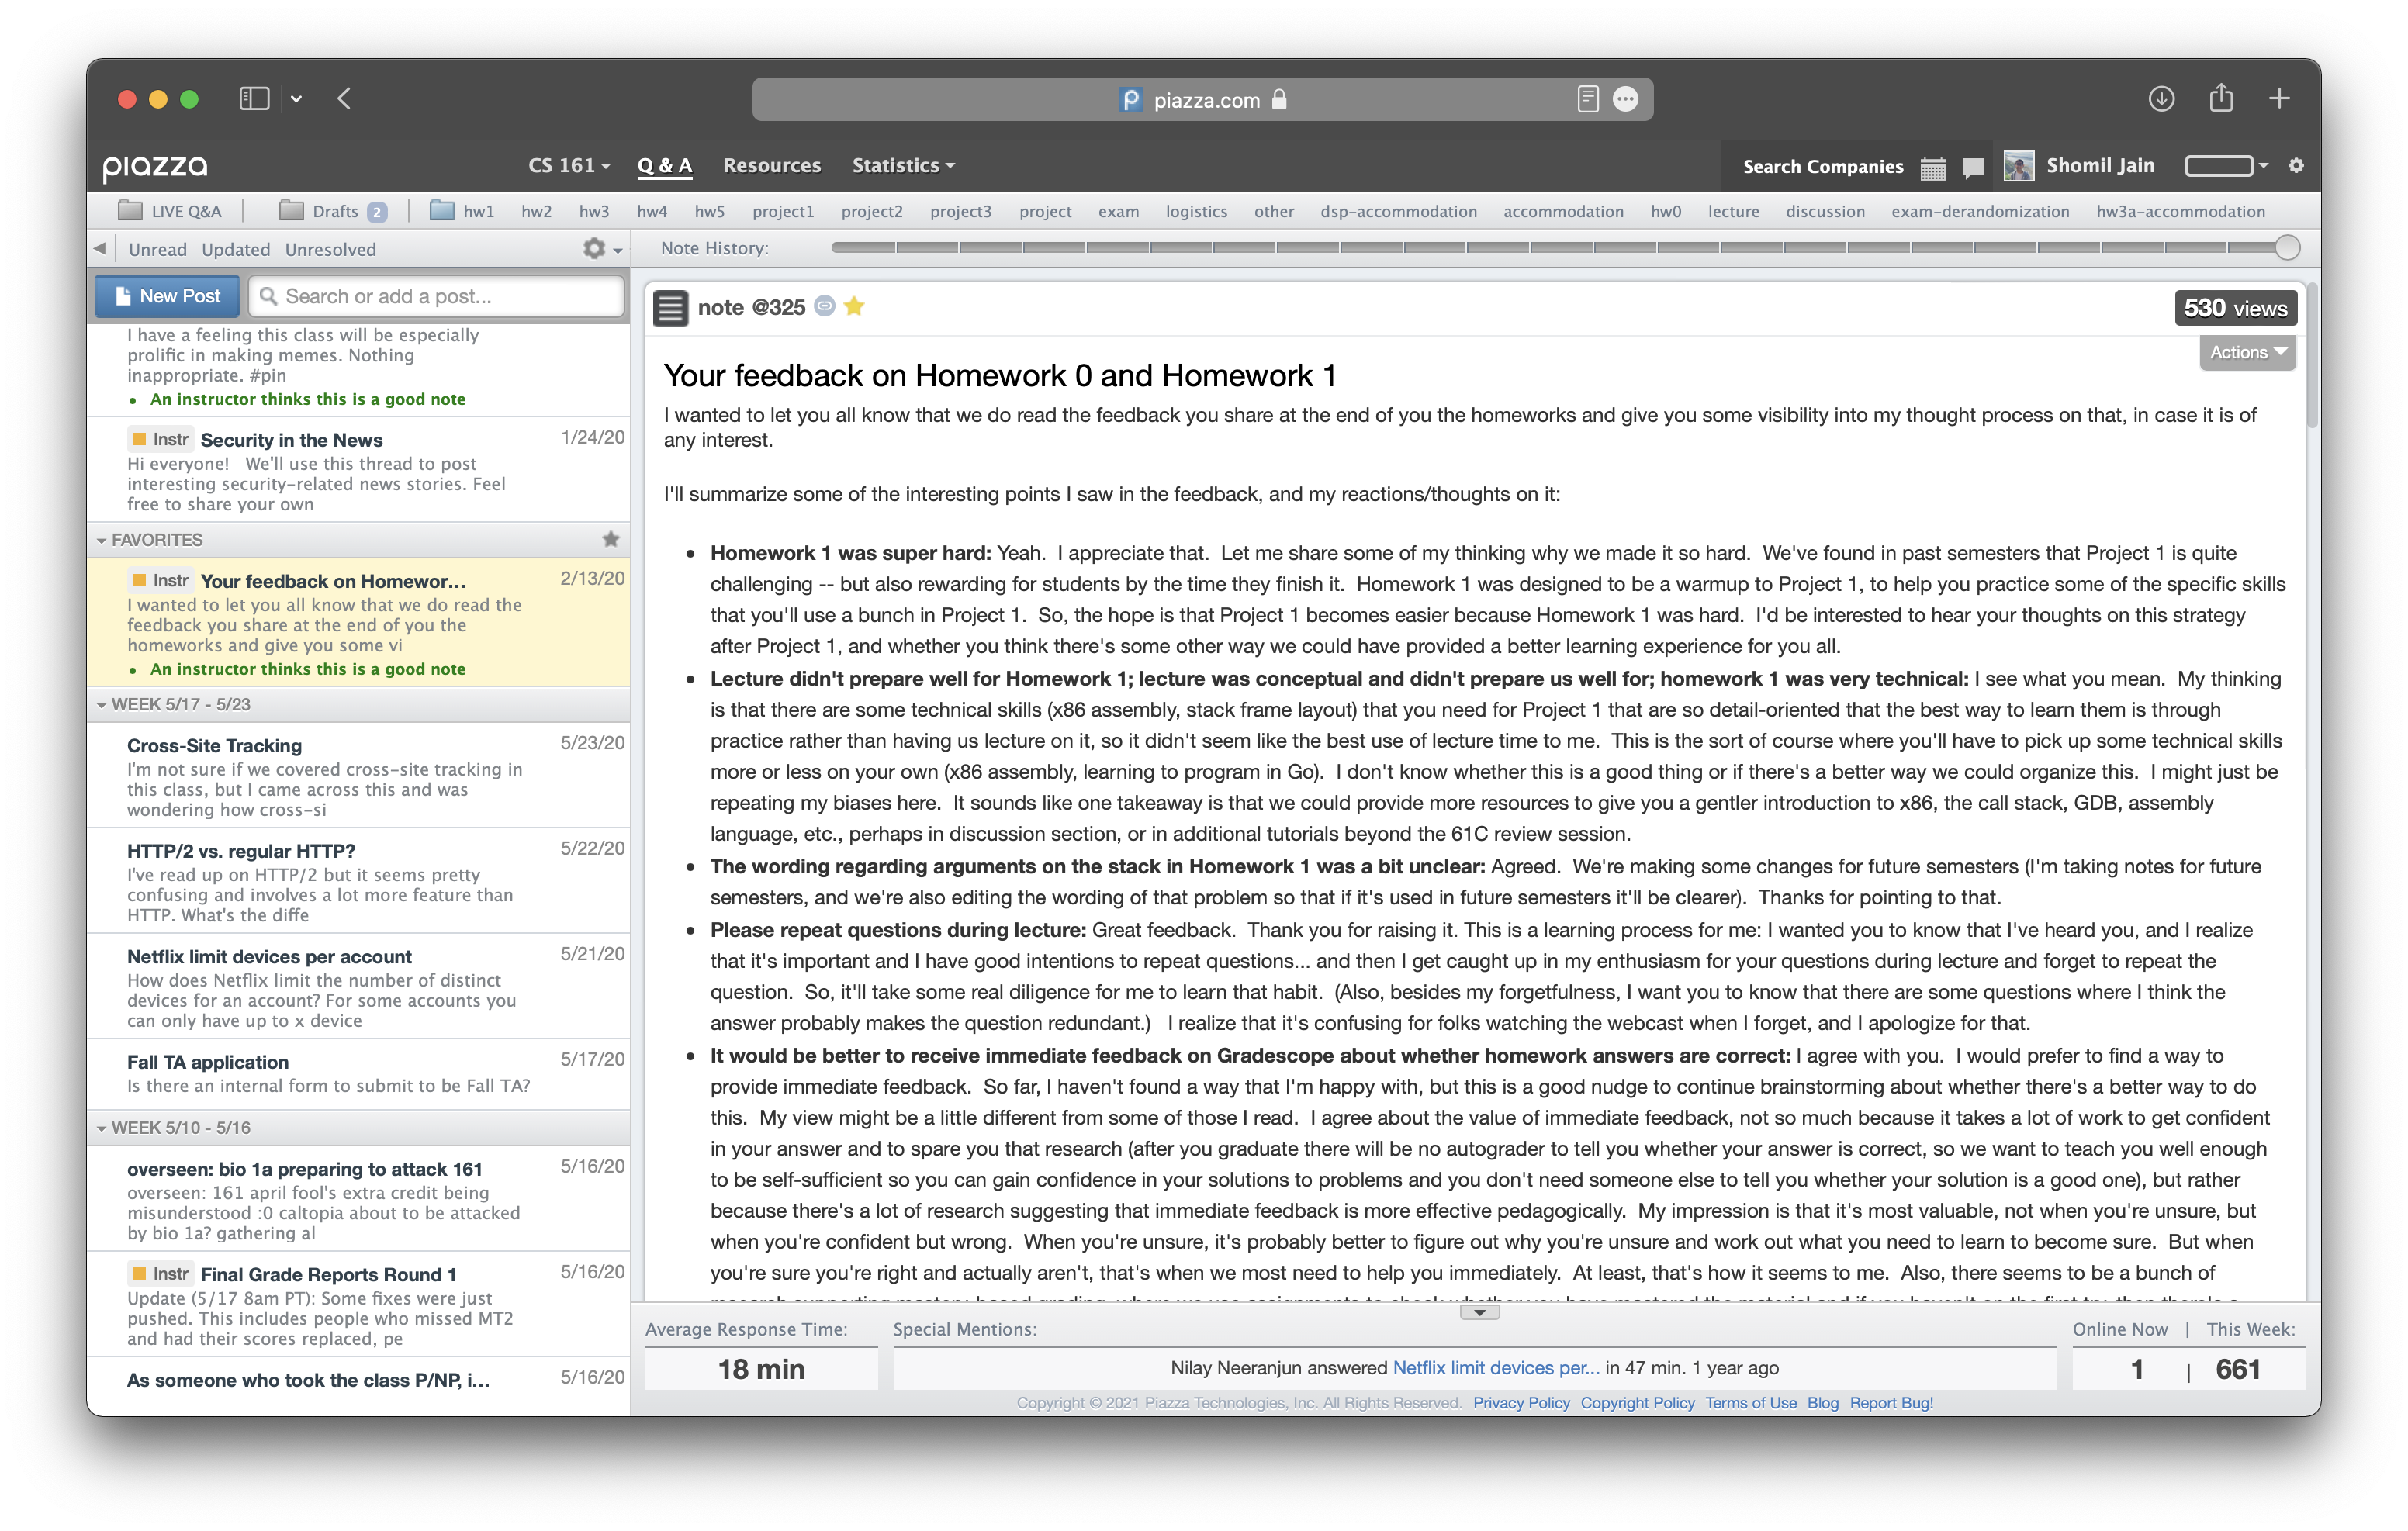 piazza.com
piazza
CS 161
Q & A
Resources
Statistics
Search Companies
Shomil Jain
LIVE Q&A
Drafts 2
hw1
hw2
hw3
hw4
hw5
project1
project2
project3
project
exam
logistics
other
dsp-accommodation
accommodation
hw0
lecture
discussion
exam-derandomization
hw3a-accommodation
Unread Updated Unresolved
Note History:
New Post
Search or add a post...
I have a feeling this class will be especially
prolific in making memes. Nothing
inappropriate. #pin
• An instructor thinks this is a good note
Instr Security in the News 1/24/20
Hi everyone! We'll use this thread to post
interesting security-related news stories. Feel
free to share your own
FAVORITES
Instr Your feedback on Homewor... 2/13/20
I wanted to let you all know that we do read the
feedback you share at the end of you the
homeworks and give you some vi
• An instructor thinks this is a good note
WEEK 5/17 - 5/23
Cross-Site Tracking 5/23/20
I'm not sure if we covered cross-site tracking in
this class, but I came across this and was
wondering how cross-si
HTTP/2 vs. regular HTTP? 5/22/20
I've read up on HTTP/2 but it seems pretty
confusing and involves a lot more feature than
HTTP. What's the diffe
Netflix limit devices per account 5/21/20
How does Netflix limit the number of distinct
devices for an account? For some accounts you
can only have up to x device
Fall TA application 5/17/20
Is there an internal form to submit to be Fall TA?
WEEK 5/10 - 5/16
overseen: bio 1a preparing to attack 161 5/16/20
overseen: 161 april fool's extra credit being
misunderstood :0 caltopia about to be attacked
by bio 1a? gathering al
Instr Final Grade Reports Round 1 5/16/20
Update (5/17 8am PT): Some fixes were just
pushed. This includes people who missed MT2
and had their scores replaced, pe
As someone who took the class P/NP, i... 5/16/20
note @325
530 views
Actions
Your feedback on Homework 0 and Homework 1
I wanted to let you all know that we do read the feedback you share at the end of you the homeworks and give you some visibility into my thought process on that, in case it is of
any interest.
I'll summarize some of the interesting points I saw in the feedback, and my reactions/thoughts on it:
• Homework 1 was super hard: Yeah. I appreciate that. Let me share some of my thinking why we made it so hard. We've found in past semesters that Project 1 is quite
challenging -- but also rewarding for students by the time they finish it. Homework 1 was designed to be a warmup to Project 1, to help you practice some of the specific skills
that you'll use a bunch in Project 1. So, the hope is that Project 1 becomes easier because Homework 1 was hard. I'd be interested to hear your thoughts on this strategy
after Project 1, and whether you think there's some other way we could have provided a better learning experience for you all.
• Lecture didn't prepare well for Homework 1; lecture was conceptual and didn't prepare us well for; homework 1 was very technical: I see what you mean. My thinking
is that there are some technical skills (x86 assembly, stack frame layout) that you need for Project 1 that are so detail-oriented that the best way to learn them is through
practice rather than having us lecture on it, so it didn't seem like the best use of lecture time to me. This is the sort of course where you'll have to pick up some technical skills
more or less on your own (x86 assembly, learning to program in Go). I don't know whether this is a good thing or if there's a better way we could organize this. I might just be
repeating my biases here. It sounds like one takeaway is that we could provide more resources to give you a gentler introduction to x86, the call stack, GDB, assembly
language, etc., perhaps in discussion section, or in additional tutorials beyond the 61C review session.
• The wording regarding arguments on the stack in Homework 1 was a bit unclear: Agreed. We're making some changes for future semesters (I'm taking notes for future
semesters, and we're also editing the wording of that problem so that if it's used in future semesters it'll be clearer). Thanks for pointing to that.
• Please repeat questions during lecture: Great feedback. Thank you for raising it. This is a learning process for me: I wanted you to know that I've heard you, and I realize
that it's important and I have good intentions to repeat questions... and then I get caught up in my enthusiasm for your questions during lecture and forget to repeat the
question. So, it'll take some real diligence for me to learn that habit. (Also, besides my forgetfulness, I want you to know that there are some questions where I think the
answer probably makes the question redundant.) I realize that it's confusing for folks watching the webcast when I forget, and I apologize for that.
• It would be better to receive immediate feedback on Gradescope about whether homework answers are correct: I agree with you. I would prefer to find a way to
provide immediate feedback. So far, I haven't found a way that I'm happy with, but this is a good nudge to continue brainstorming about whether there's a better way to do
this. My view might be a little different from some of those I read. I agree about the value of immediate feedback, not so much because it takes a lot of work to get confident
in your answer and to spare you that research (after you graduate there will be no autograder to tell you whether your answer is correct, so we want to teach you well enough
to be self-sufficient so you can gain confidence in your solutions to problems and you don't need someone else to tell you whether your solution is a good one), but rather
because there's a lot of research suggesting that immediate feedback is more effective pedagogically. My impression is that it's most valuable, not when you're unsure, but
when you're confident but wrong. When you're unsure, it's probably better to figure out why you're unsure and work out what you need to learn to become sure. But when
you're sure you're right and actually aren't, that's when we most need to help you immediately. At least, that's how it seems to me. Also, there seems to be a bunch of
Average Response Time:
18 min
Special Mentions:
Nilay Neeranjun answered Netflix limit devices per... in 47 min. 1 year ago
Online Now | This Week:
1 | 661
Copyright © 2021 Piazza Technologies, Inc. All Rights Reserved. Privacy Policy Copyright Policy Terms of Use Blog Report Bug!